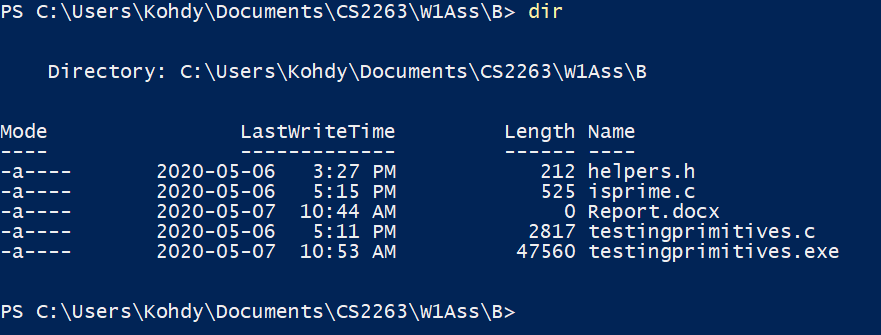 PS C:\Users\Kohdy\Documents\CS2263\W1Ass\B> dir
Directory: C:\Users\Kohdy\Documents\CS2263\W1Ass\B
Mode LastWriteTime Length Name
---- ------------- ------ ----
-a---- 2020-05-06 3:27 PM 212 helpers.h
-a---- 2020-05-06 5:15 PM 525 isprime.c
-a---- 2020-05-07 10:44 AM 0 Report.docx
-a---- 2020-05-06 5:11 PM 2817 testingprimitives.c
-a---- 2020-05-07 10:53 AM 47560 testingprimitives.exe
PS C:\Users\Kohdy\Documents\CS2263\W1Ass\B>